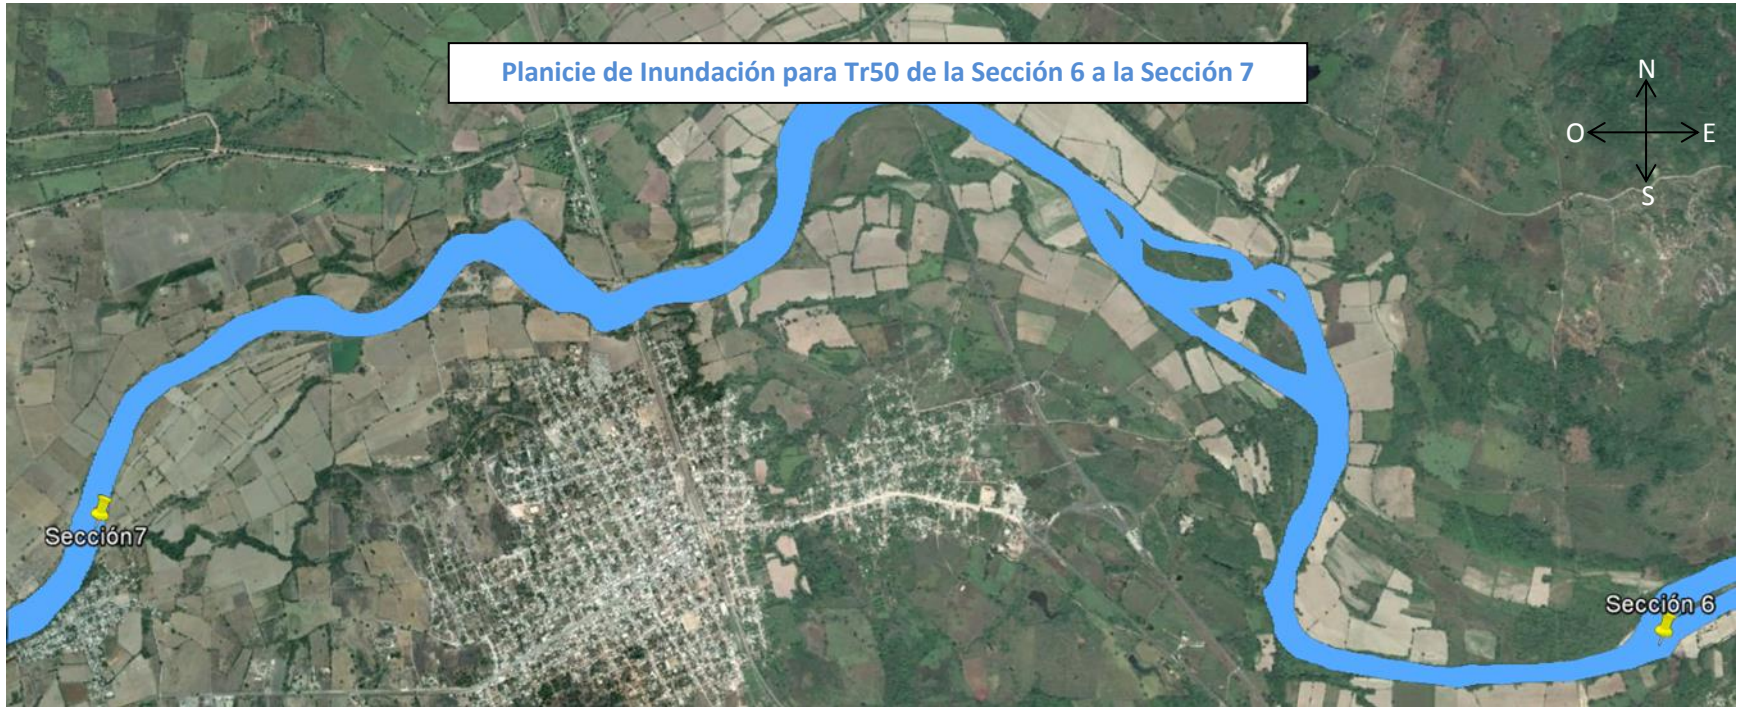 Planicie de Inundación para Tr50 de la Sección 6 a la Sección 7
N
O E
S
Sección7
Sección 6